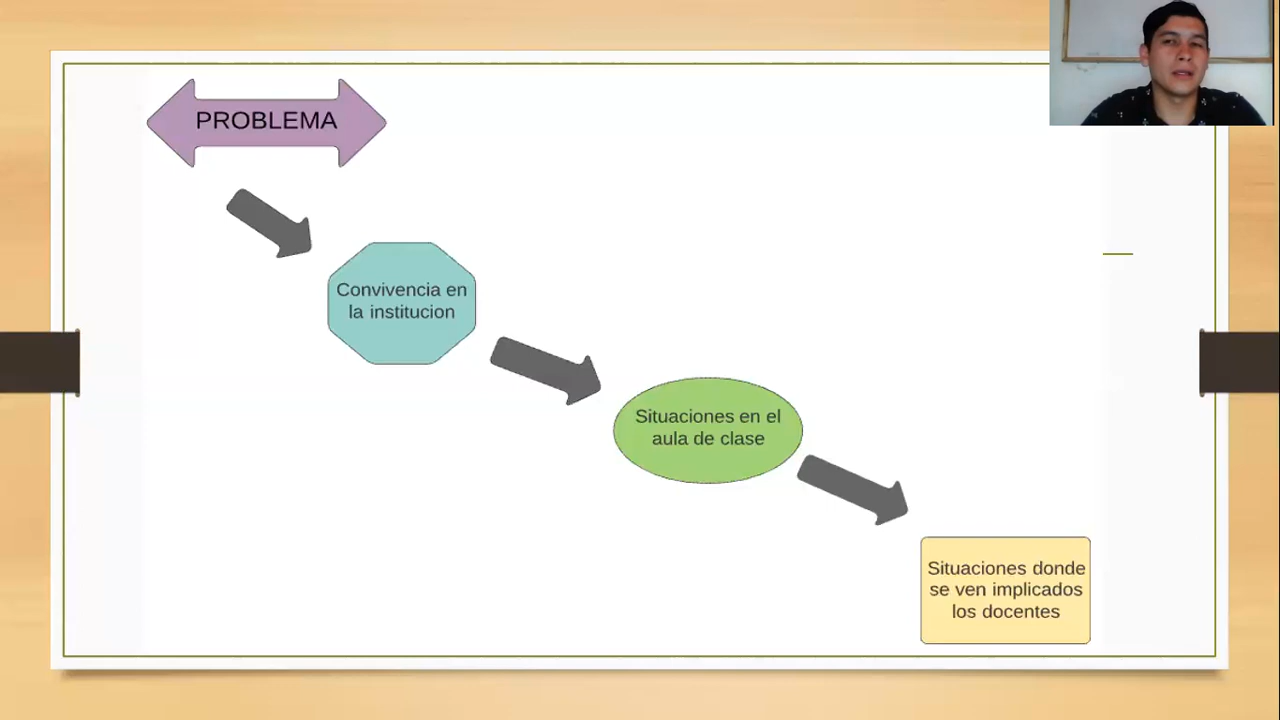 PROBLEMA
Convivencia en
la institucion
Situaciones en el
aula de clase
Situaciones donde
se ven implicados
los docentes